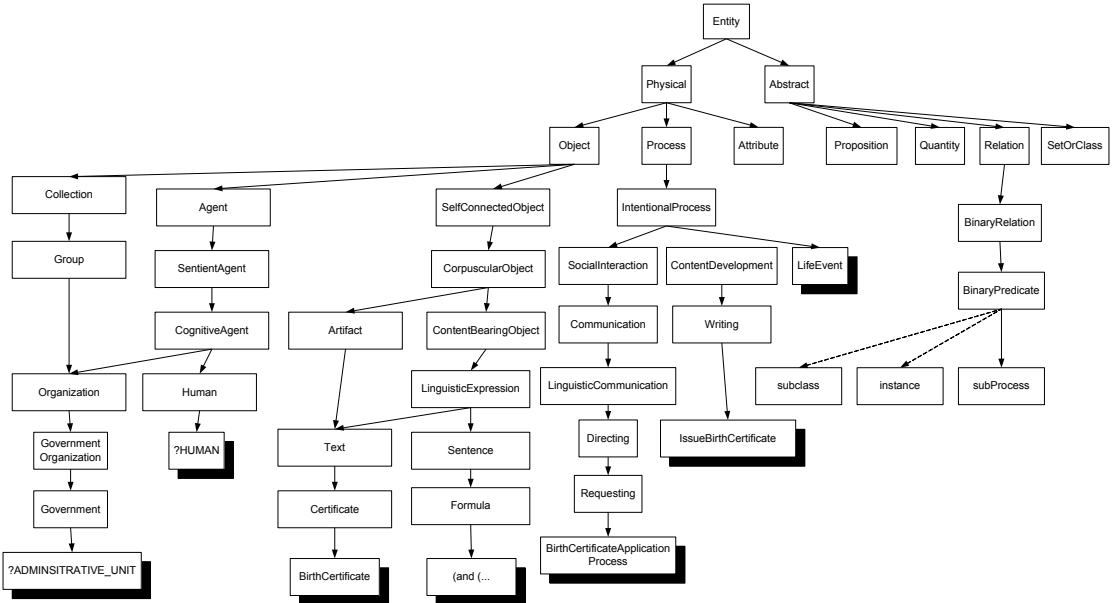 Entity
Physical
Abstract
Object
Process
Attribute
Proposition
Quantity
Relation
SetOrClass
Collection
Agent
SelfConnectedObject
IntentionalProcess
BinaryRelation
Group
SentientAgent
CorpuscularObject
SocialInteraction
ContentDevelopment
LifeEvent
BinaryPredicate
CognitiveAgent
Artifact
ContentBearingObject
Communication
Writing
Organization
Human
LinguisticExpression
LinguisticCommunication
subclass
instance
subProcess
Government
Organization
?HUMAN
Text
Sentence
Directing
IssueBirthCertificate
Government
Certificate
Formula
Requesting
?ADMINSITRATIVE_UNIT
BirthCertificate
(and (...
BirthCertificateApplication
Process